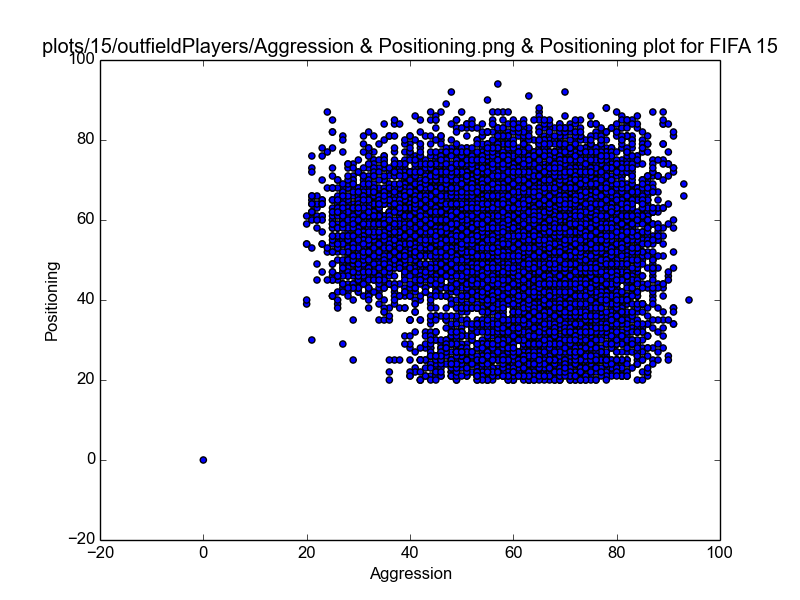 plots/15/outfieldPlayers/Aggression & Positioning.png & Positioning plot for FIFA 15
100
80
60
40
20
0
−20
Positioning
−20 0 20 40 60 80 100
Aggression